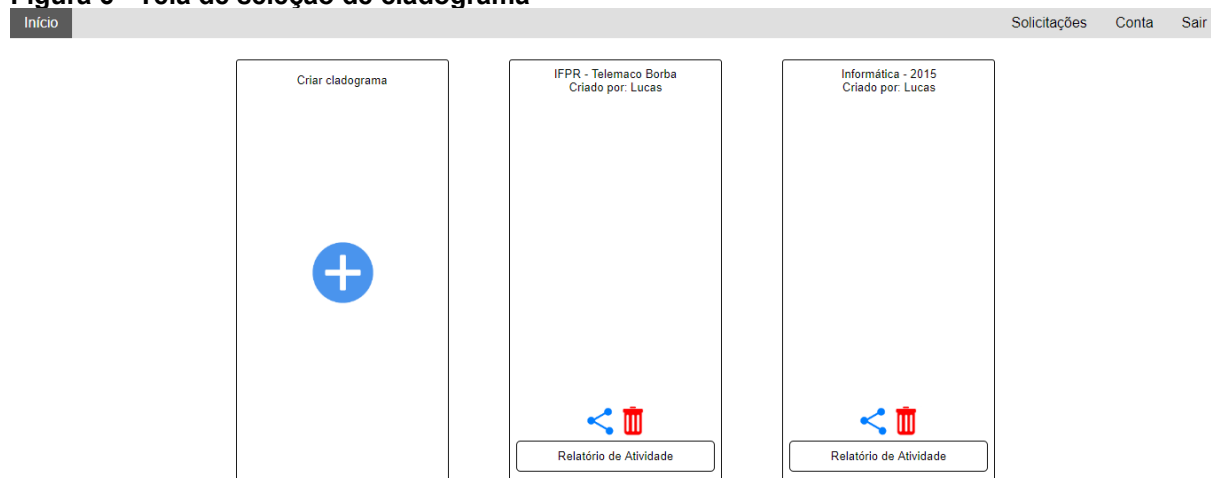 Início
Solicitações Conta Sair
Criar cladograma
IFPR - Telemaco Borba
Criado por: Lucas
Relatório de Atividade
Informática - 2015
Criado por: Lucas
Relatório de Atividade